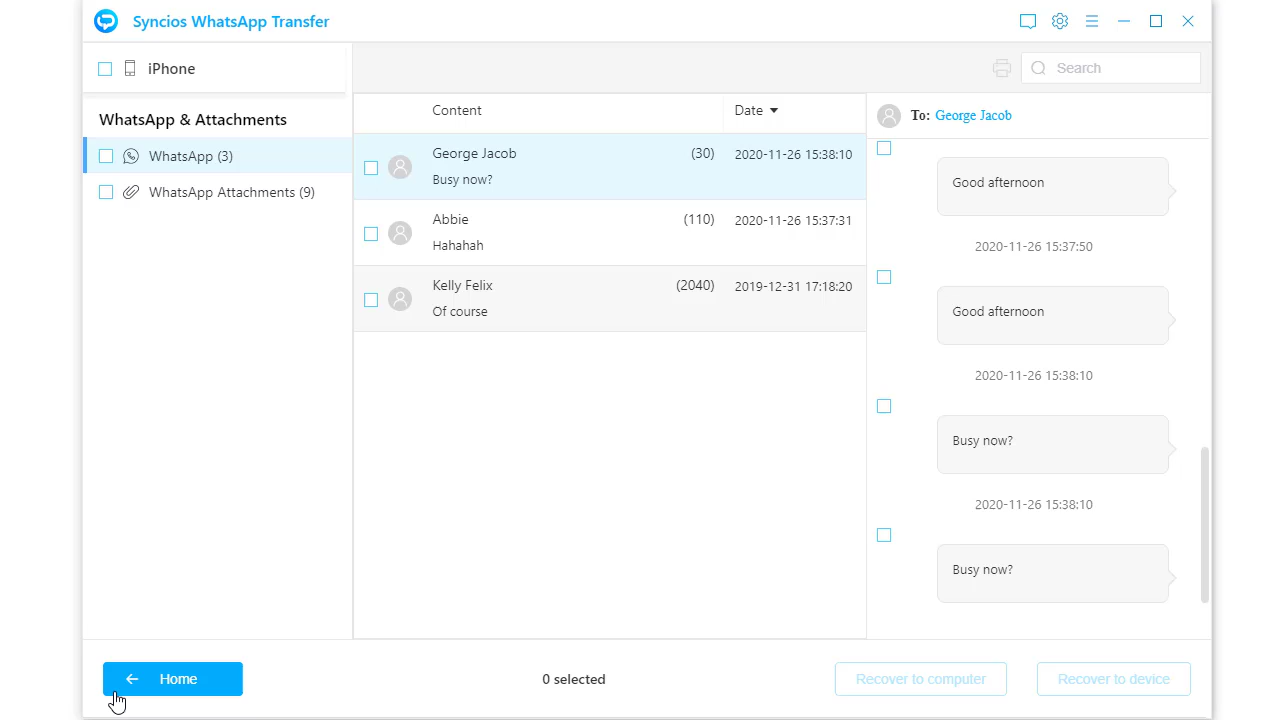 Syncios WhatsApp Transfer
iPhone
Search
WhatsApp & Attachments
WhatsApp (3)
WhatsApp Attachments (9)
Content
Date
George Jacob (30) 2020-11-26 15:38:10
Busy now?
Abbie (110) 2020-11-26 15:37:31
Hahahah
Kelly Felix (2040) 2019-12-31 17:18:20
Of course
To: George Jacob
Good afternoon
2020-11-26 15:37:50
Good afternoon
2020-11-26 15:38:10
Busy now?
2020-11-26 15:38:10
Busy now?
Home
0 selected
Recover to computer
Recover to device